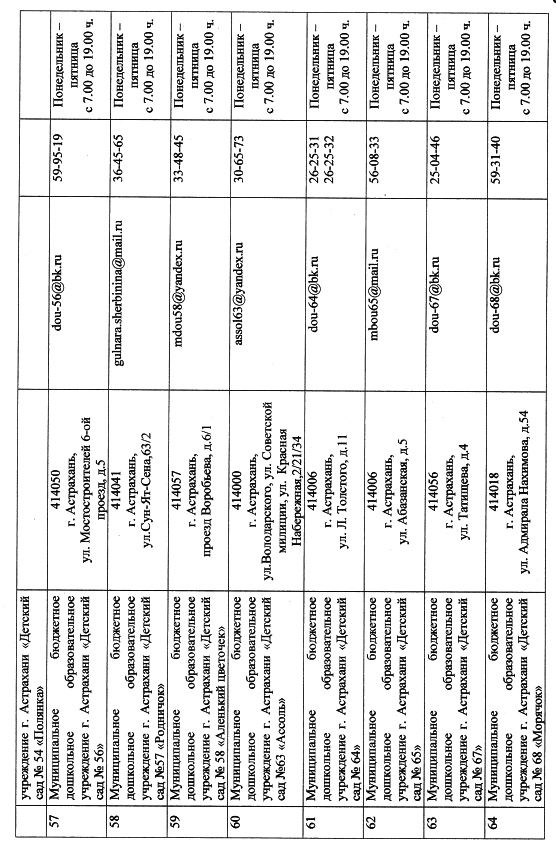 учреждение г. Астрахани «Детский
сад № 54 «Полянка»
57
Муниципальное бюджетное
дошкольное образовательное
учреждение г. Астрахани «Детский
сад № 56»
414050
г. Астрахань,
ул. Мостостроителей 6-ой
проезд, д.5
dou-56@bk.ru
59-95-19
Понедельник –
пятница
с 7.00 до 19.00 ч.
58
Муниципальное бюджетное
дошкольное образовательное
учреждение г. Астрахани «Детский
сад №57 «Родничок»
414041
г. Астрахань,
ул.Сун-Ят-Сена,63/2
gulnara.sherbinina@mail.ru
36-45-65
Понедельник –
пятница
с 7.00 до 19.00 ч.
59
Муниципальное бюджетное
дошкольное образовательное
учреждение г. Астрахани «Детский
сад № 58 «Аленький цветочек»
414057
г. Астрахань,
проезд Воробьева, д.6/1
mdou58@yandex.ru
33-48-45
Понедельник –
пятница
с 7.00 до 19.00 ч.
60
Муниципальное бюджетное
дошкольное образовательное
учреждение г. Астрахани «Детский
сад №63 «Ассоль»
414000
г. Астрахань,
ул.Володарского, ул. Советской
милиции, ул. Красная
Набережная,2/21/34
assol63@yandex.ru
30-65-73
Понедельник –
пятница
с 7.00 до 19.00 ч.
61
Муниципальное бюджетное
дошкольное образовательное
учреждение г. Астрахани «Детский
сад № 64»
414006
г. Астрахань,
ул. Л. Толстого, д.11
dou-64@bk.ru
26-25-31
26-25-32
Понедельник –
пятница
с 7.00 до 19.00 ч.
62
Муниципальное бюджетное
дошкольное образовательное
учреждение г. Астрахани «Детский
сад № 65»
414006
г. Астрахань,
ул. Абазанская, д.5
mbou65@mail.ru
56-08-33
Понедельник –
пятница
с 7.00 до 19.00 ч.
63
Муниципальное бюджетное
дошкольное образовательное
учреждение г. Астрахани «Детский
сад № 67»
414056
г. Астрахань,
ул. Татищева, д.4
dou-67@bk.ru
25-04-46
Понедельник –
пятница
с 7.00 до 19.00 ч.
64
Муниципальное бюджетное
дошкольное образовательное
учреждение г. Астрахани «Детский
сад № 68 «Морячок»
414018
г. Астрахань,
ул. Адмирала Нахимова, д.54
dou-68@bk.ru
59-31-40
Понедельник –
пятница
с 7.00 до 19.00 ч.